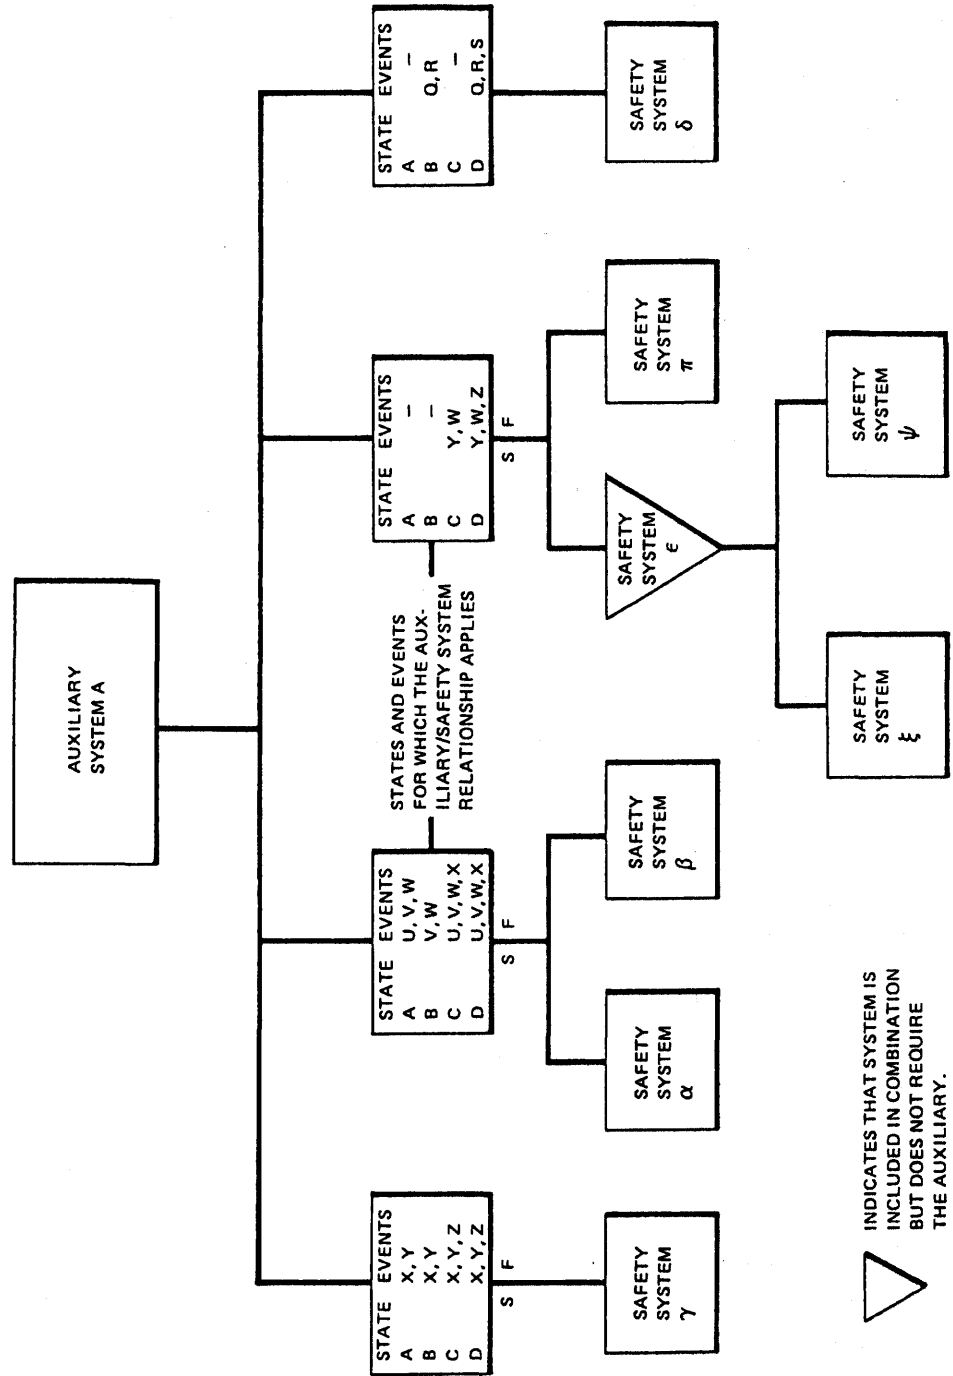 AUXILIARY
SYSTEM A
STATE EVENTS
A X, Y
B X, Y
C X, Y, Z
D X, Y, Z
S F
SAFETY
SYSTEM
γ
STATE EVENTS
A U, V, W
B V, W
C U, V, W, X
D U, V, W, X
S F
SAFETY
SYSTEM
α
SAFETY
SYSTEM
β
STATES AND EVENTS
FOR WHICH THE AUX-
ILIARY/SAFETY SYSTEM
RELATIONSHIP APPLIES
STATE EVENTS
A –
B –
C Y, W
D Y, W, Z
S F
SAFETY
SYSTEM
ϵ
SAFETY
SYSTEM
π
SAFETY
SYSTEM
ξ
SAFETY
SYSTEM
ψ
STATE EVENTS
A –
B Q, R
C –
D Q, R, S
SAFETY
SYSTEM
δ
INDICATES THAT SYSTEM IS
INCLUDED IN COMBINATION
BUT DOES NOT REQUIRE
THE AUXILIARY.